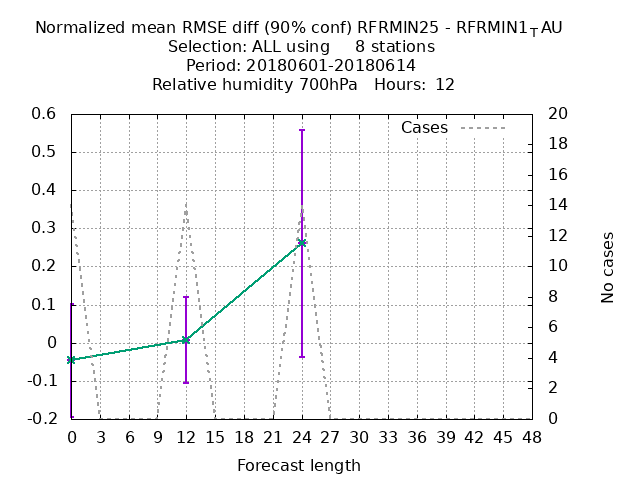 Normalized mean RMSE diff (90% conf) RFRMIN25 - RFRMIN1_TAU
Selection: ALL using     8 stations
Period: 20180601-20180614
Relative humidity 700hPa   Hours:  12
Cases
0.6
0.5
0.4
0.3
0.2
0.1
0
-0.1
-0.2
20
18
16
14
12
10
8
6
4
2
0
No cases
0 3 6 9 12 15 18 21 24 27 30 33 36 39 42 45 48
Forecast length